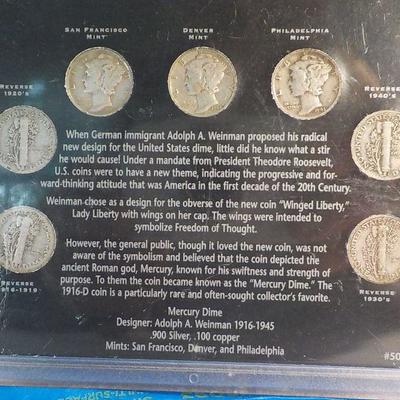 San Francisco
Mint
Denver
Mint
Philadelphia
Mint
Reverse
1920's
Reverse
1940's
When German immigrant Adolph A. Weinman proposed his radical
new design for the United States dime, little did he know what a stir
he would cause! Under a mandate from President Theodore Roosevelt,
U.S. coins were to have a new theme, indicating the progressive and for-
ward-thinking attitude that was America in the first decade of the 20th Century.
Weinman chose as a design for the obverse of the new coin "Winged Liberty,"
Lady Liberty with wings on her cap. The wings were intended to
symbolize Freedom of Thought.
Reverse
1916-1919
Reverse
1930's
However, the general public, though it loved the new coin, was not
aware of the symbolism and believed that the coin depicted the
ancient Roman god, Mercury, known for his swiftness and strength of
purpose. To them the coin became known as the "Mercury Dime." The
1916-D coin is a particularly rare and often-sought collector's favorite.
Mercury Dime
Designer: Adolph A. Weinman 1916-1945
.900 Silver, .100 copper
Mints: San Francisco, Denver, and Philadelphia
#50